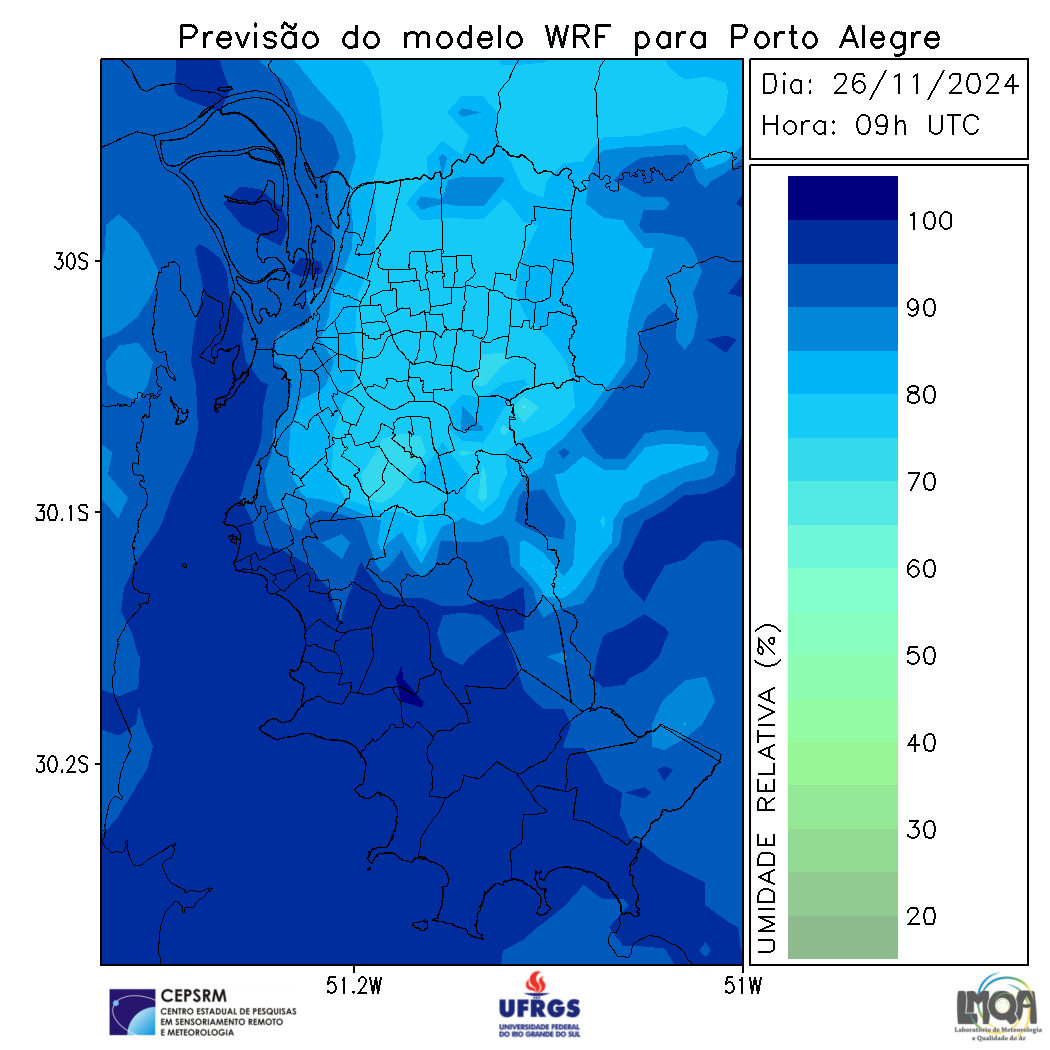 Previsão do modelo WRF para Porto Alegre
Dia: 26/11/2024
Hora: 09h UTC
30S
30.1S
30.2S
51.2W
51W
UMIDADE RELATIVA (%)
100
90
80
70
60
50
40
30
20
CEPSRM
CENTRO ESTADUAL DE PESQUISAS
EM SENSORIAMENTO REMOTO
E METEOROLOGIA
UFRGS
UNIVERSIDADE FEDERAL
DO RIO GRANDE DO SUL
LMQA
Laboratório de Meteorologia
e Qualidade do Ar